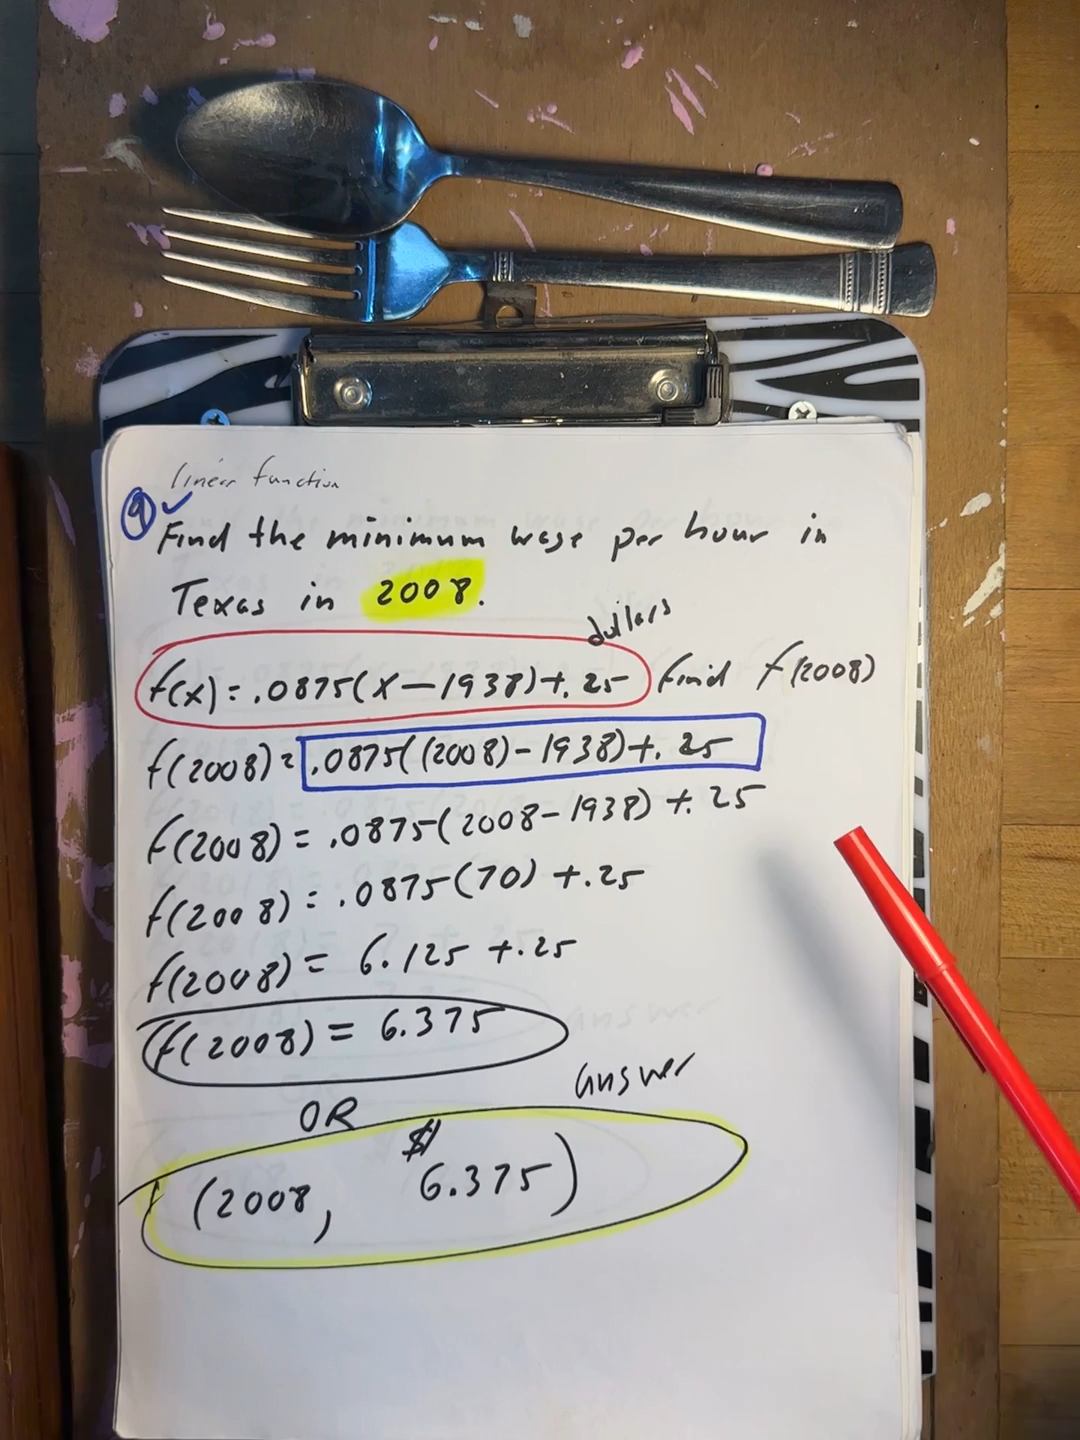 linear function
9 ✓
Find the minimum wage per hour in
Texas in 2008.
dollars
f(x) = .0875(x-1938)+.25 find f(2008)
f(2008) = .0875((2008)-1938)+.25
f(2008) = .0875(2008-1938)+.25
f(2008) = .0875(70)+.25
f(2008) = 6.125 +.25
f(2008) = 6.375
answer
OR
$
(2008, 6.375)